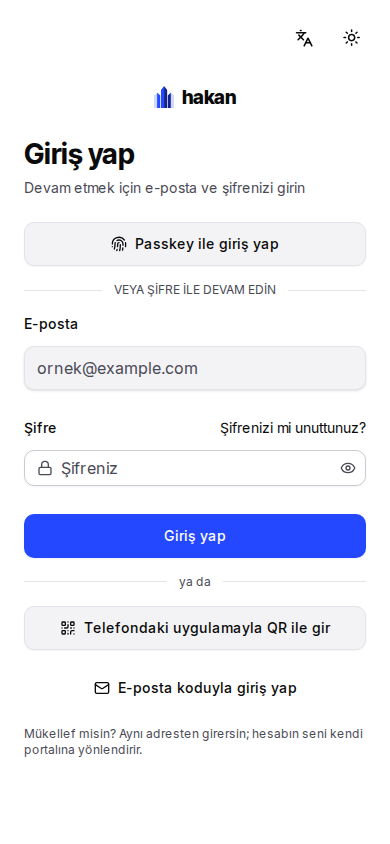 hakan
Giriş yap
Devam etmek için e-posta ve şifrenizi girin
Passkey ile giriş yap
VEYA ŞİFRE İLE DEVAM EDİN
E-posta
ornek@example.com
Şifre
Şifrenizi mi unuttunuz?
Şifreniz
Giriş yap
ya da
Telefondaki uygulamayla QR ile gir
E-posta koduyla giriş yap
Mükellef misin? Aynı adresten girersin; hesabın seni kendi
portalına yönlendirir.